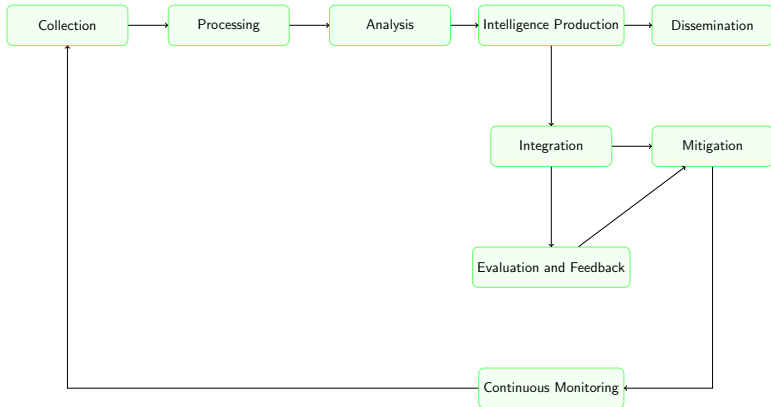 Collection
Processing
Analysis
Intelligence Production
Dissemination
Integration
Mitigation
Evaluation and Feedback
Continuous Monitoring